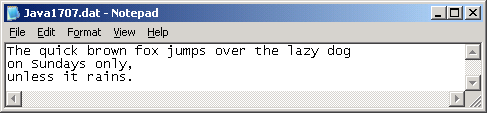 Java1707.dat - Notepad
File Edit Format View Help
The quick brown fox jumps over the lazy dog
on Sundays only,
unless it rains.